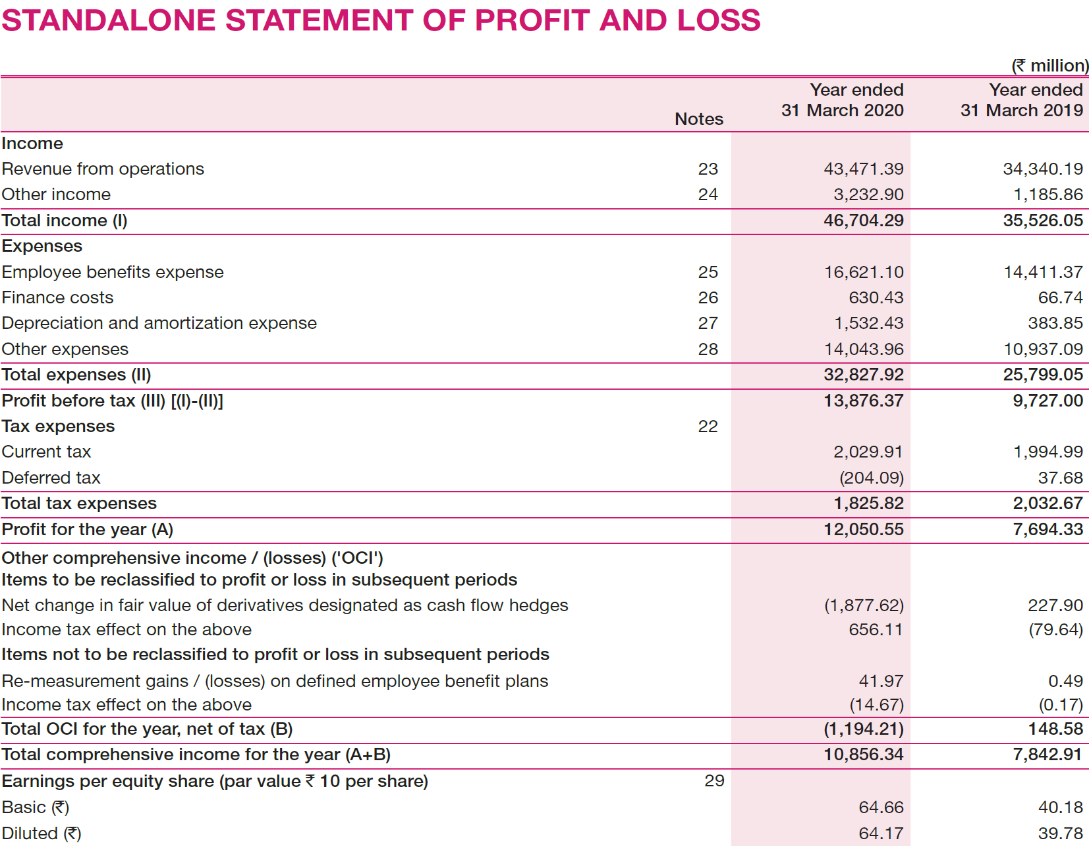 STANDALONE STATEMENT OF PROFIT AND LOSS
(₹ million)
Year ended Year ended
31 March 2020 31 March 2019
Notes
Income
Revenue from operations 23 43,471.39 34,340.19
Other income 24 3,232.90 1,185.86
Total income (I) 46,704.29 35,526.05
Expenses
Employee benefits expense 25 16,621.10 14,411.37
Finance costs 26 630.43 66.74
Depreciation and amortization expense 27 1,532.43 383.85
Other expenses 28 14,043.96 10,937.09
Total expenses (II) 32,827.92 25,799.05
Profit before tax (III) [(I)-(II)] 13,876.37 9,727.00
Tax expenses 22
Current tax 2,029.91 1,994.99
Deferred tax (204.09) 37.68
Total tax expenses 1,825.82 2,032.67
Profit for the year (A) 12,050.55 7,694.33
Other comprehensive income / (losses) ('OCI')
Items to be reclassified to profit or loss in subsequent periods
Net change in fair value of derivatives designated as cash flow hedges (1,877.62) 227.90
Income tax effect on the above 656.11 (79.64)
Items not to be reclassified to profit or loss in subsequent periods
Re-measurement gains / (losses) on defined employee benefit plans 41.97 0.49
Income tax effect on the above (14.67) (0.17)
Total OCI for the year, net of tax (B) (1,194.21) 148.58
Total comprehensive income for the year (A+B) 10,856.34 7,842.91
Earnings per equity share (par value ₹ 10 per share) 29
Basic (₹) 64.66 40.18
Diluted (₹) 64.17 39.78